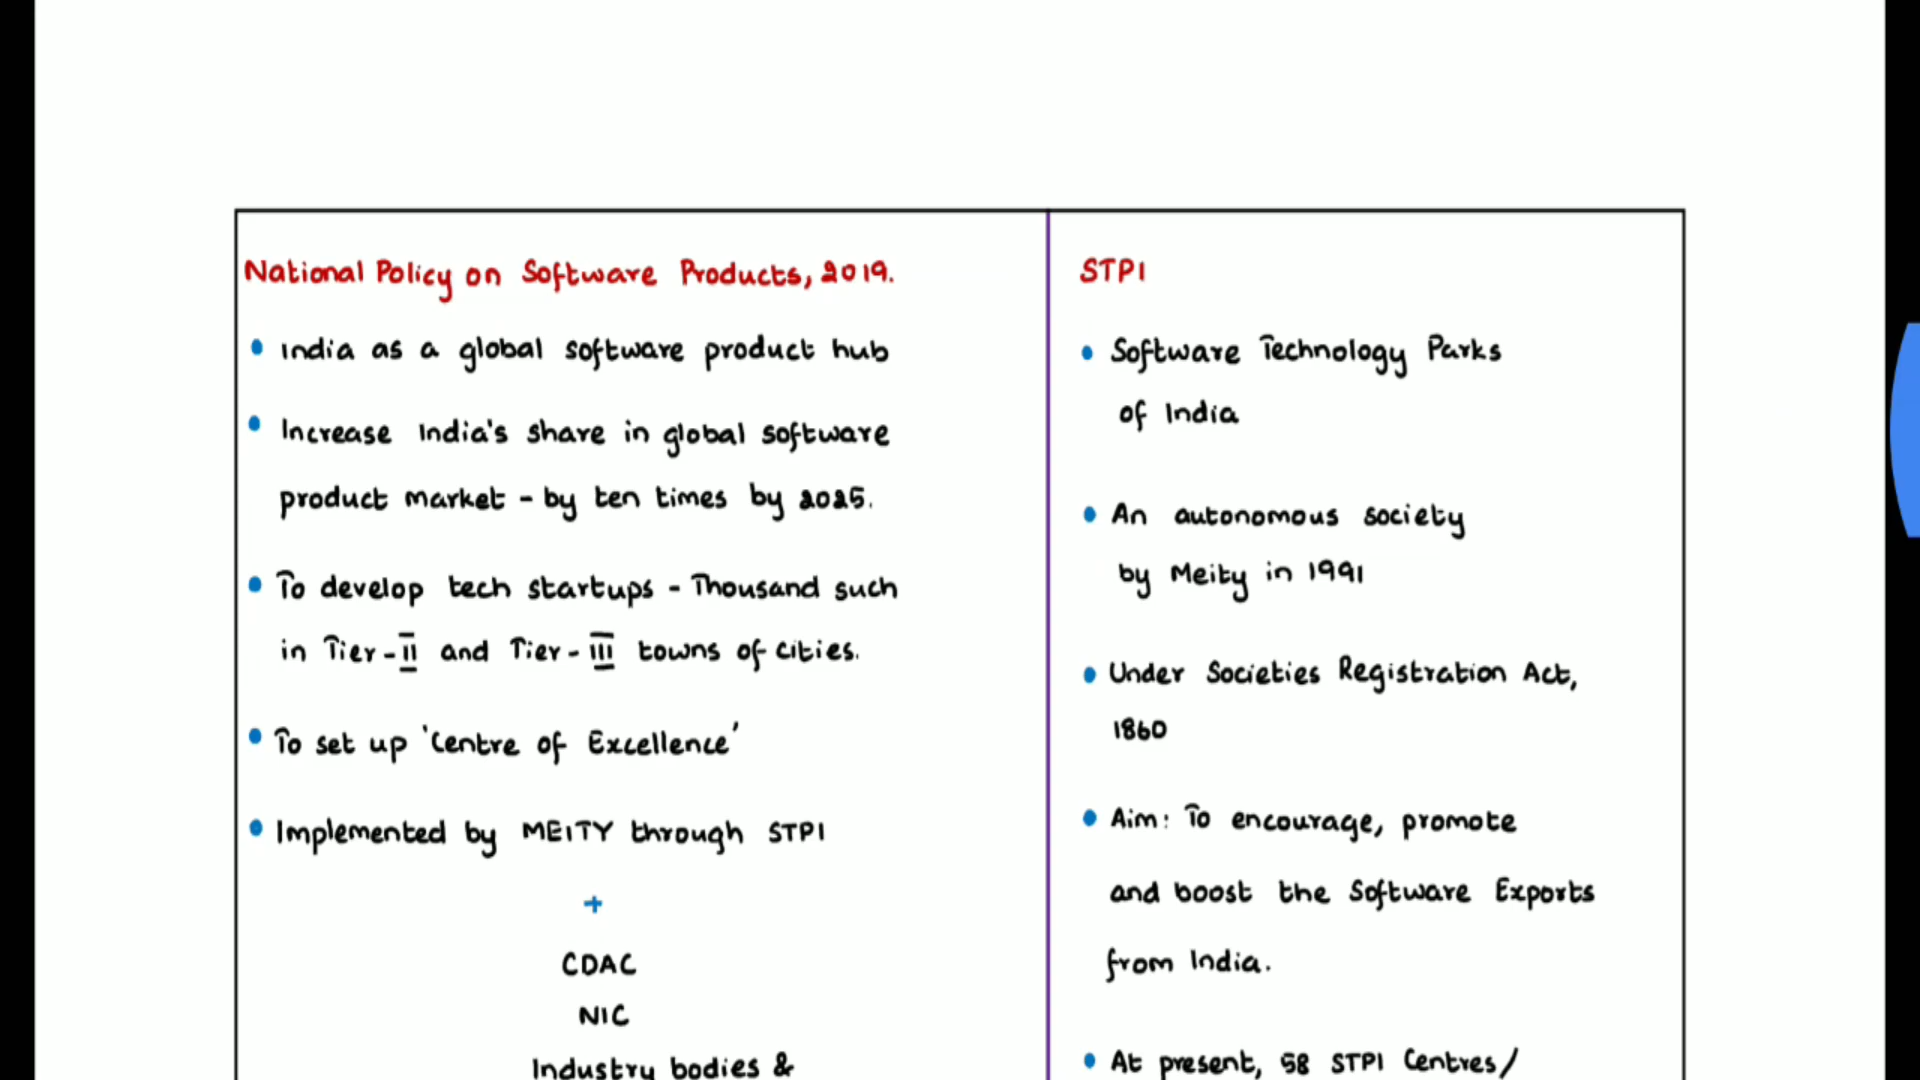 National Policy on Software Products, 2019.
India as a global software product hub
Increase India's share in global software
product market - by ten times by 2025.
To develop tech startups - Thousand such
in Tier-II and Tier-III towns of cities.
To set up 'Centre of Excellence'
Implemented by MEITY through STPI
+
CDAC
NIC
Industry bodies &
STPI
Software Technology Parks
of India
An autonomous society
by Meity in 1991
Under Societies Registration Act,
1860
Aim: To encourage, promote
and boost the Software Exports
from India.
At present, 58 STPI Centres/